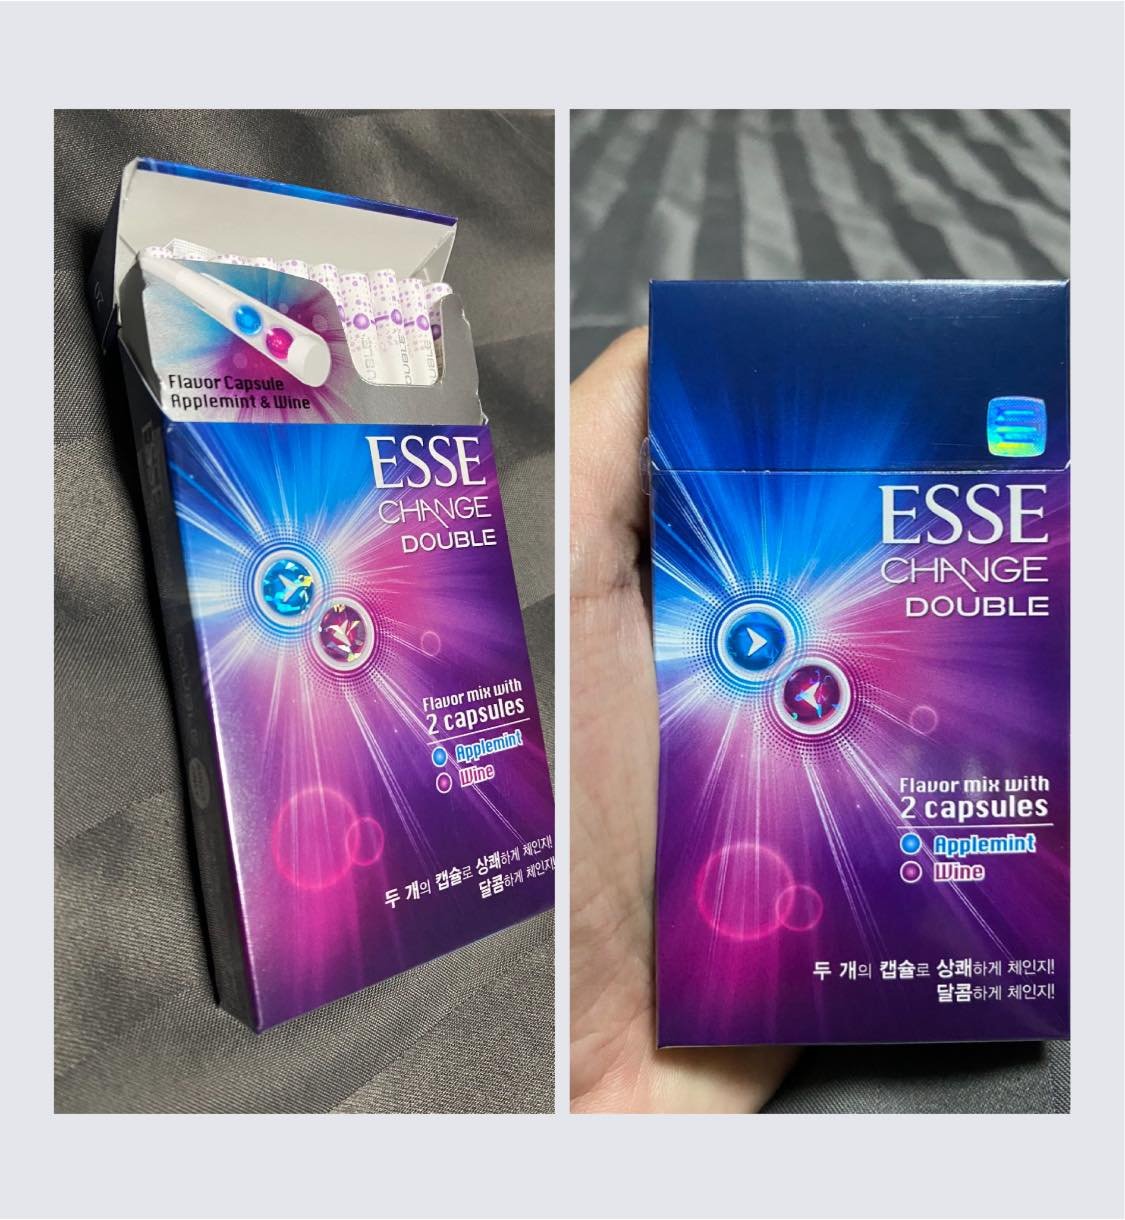 Flavor Capsule
Applemint & Wine
ESSE
CHANGE
DOUBLE
Flavor mix with
2 capsules
Applemint
Wine
두 개의 캡슐로 상쾌하게 체인지!
달콤하게 체인지!
ESSE
CHANGE
DOUBLE
Flavor mix with
2 capsules
Applemint
Wine
두 개의 캡슐로 상쾌하게 체인지!
달콤하게 체인지!